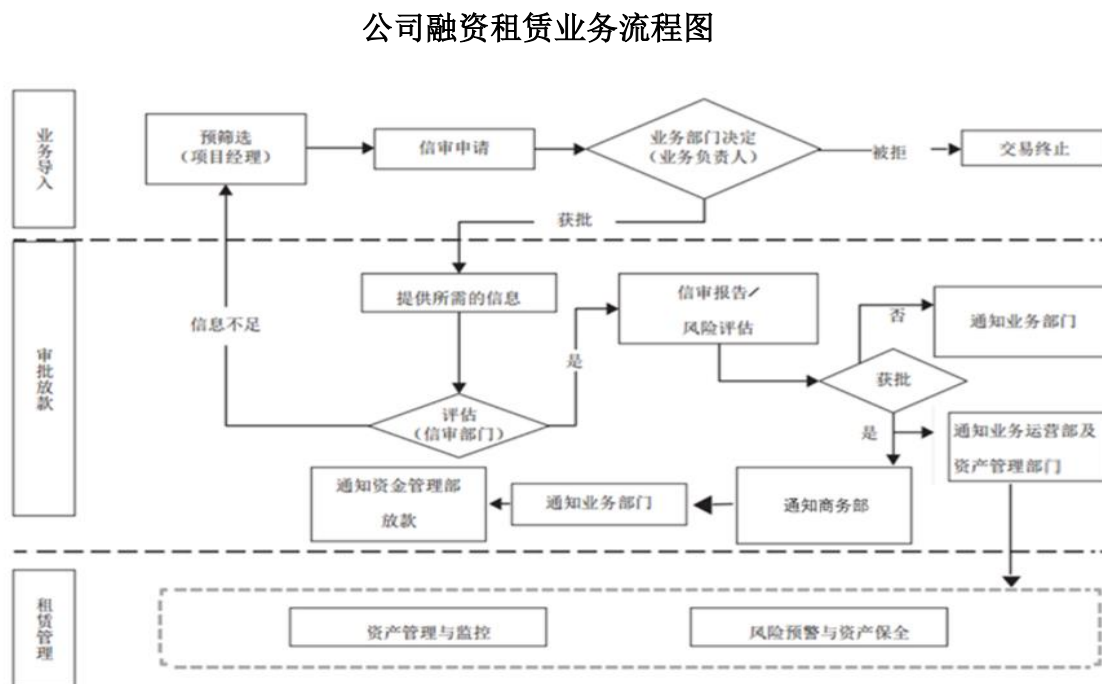 公司融资租赁业务流程图
业务导入
预筛选
（项目经理）
信审申请
业务部门决定
（业务负责人）
被拒
交易终止
获批
审批放款
提供所需的信息
信息不足
评估
（信审部门）
是
信审报告/
风险评估
获批
否
通知业务部门
是
通知业务运营部及
资产管理部门
通知商务部
通知业务部门
通知资金管理部
放款
租赁管理
资产管理与监控
风险预警与资产保全